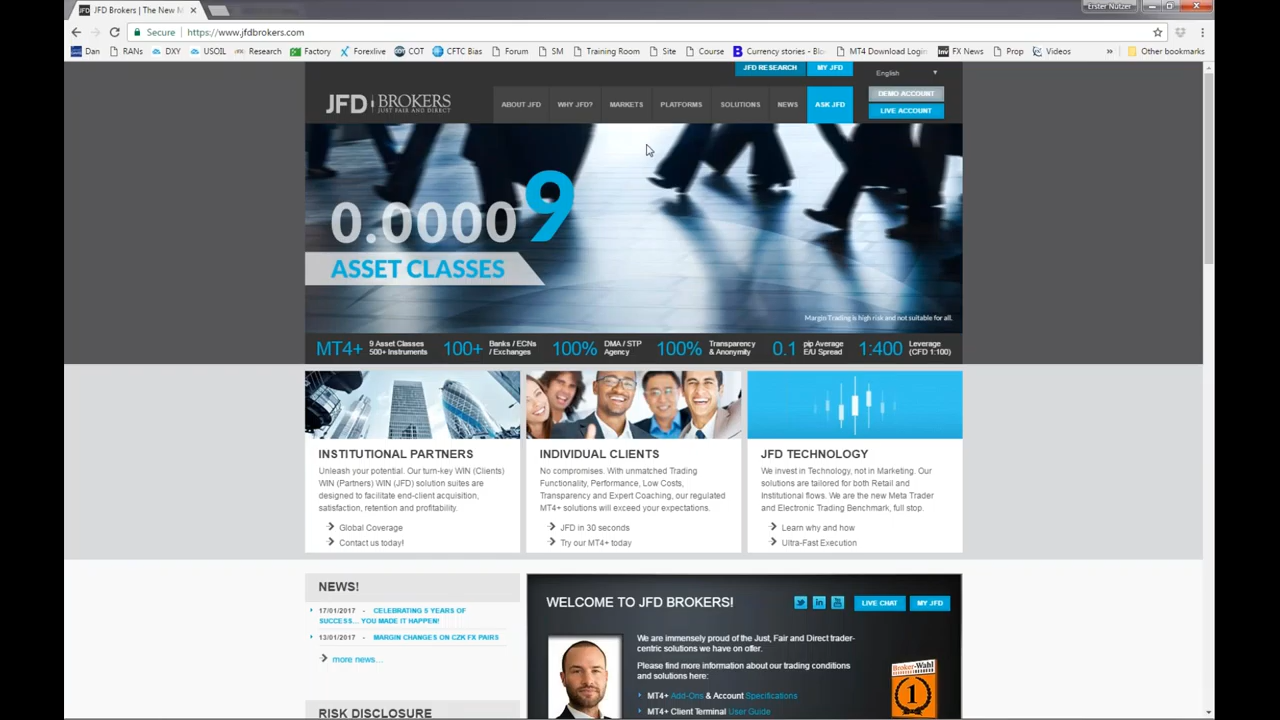 JFD Brokers | The New M
Erster Nutzer
Secure
https://www.jfdbrokers.com
Dan
RANs
DXY
USOIL
Research
Factory
Forexlive
COT
CFTC Bias
Forum
SM
Training Room
Site
Course
Currency stories - Blo
MT4 Download Login
FX News
Prop
Videos
»
Other bookmarks
JFD RESEARCH
MY JFD
English
JFD BROKERS
JUST FAIR AND DIRECT
ABOUT JFD
WHY JFD?
MARKETS
PLATFORMS
SOLUTIONS
NEWS
ASK JFD
DEMO ACCOUNT
LIVE ACCOUNT
0.00009
ASSET CLASSES
Margin Trading is high risk and not suitable for all.
MT4+ 9 Asset Classes
500+ Instruments
100+ Banks / ECNs
/ Exchanges
100% DMA / STP
Agency
100% Transparency
& Anonymity
0.1 pip Average
E/U Spread
1:400 Leverage
(CFD 1:100)
INSTITUTIONAL PARTNERS
Unleash your potential. Our turn-key WIN (Clients)
WIN (Partners) WIN (JFD) solution suites are
designed to facilitate end-client acquisition,
satisfaction, retention and profitability.
Global Coverage
Contact us today!
INDIVIDUAL CLIENTS
No compromises. With unmatched Trading
Functionality, Performance, Low Costs,
Transparency and Expert Coaching, our regulated
MT4+ solutions will exceed your expectations.
JFD in 30 seconds
Try our MT4+ today
JFD TECHNOLOGY
We invest in Technology, not in Marketing. Our
solutions are tailored for both Retail and
Institutional flows. We are the new Meta Trader
and Electronic Trading Benchmark, full stop.
Learn why and how
Ultra-Fast Execution
NEWS!
17/01/2017 - CELEBRATING 5 YEARS OF
SUCCESS... YOU MADE IT HAPPEN!
13/01/2017 - MARGIN CHANGES ON CZK FX PAIRS
more news...
RISK DISCLOSURE
WELCOME TO JFD BROKERS!
LIVE CHAT
MY JFD
We are immensely proud of the Just, Fair and Direct trader-
centric solutions we have on offer.
Please find more information about our trading conditions
and solutions here:
MT4+ Add-Ons & Account Specifications
MT4+ Client Terminal User Guide
Broker-Wahl
1